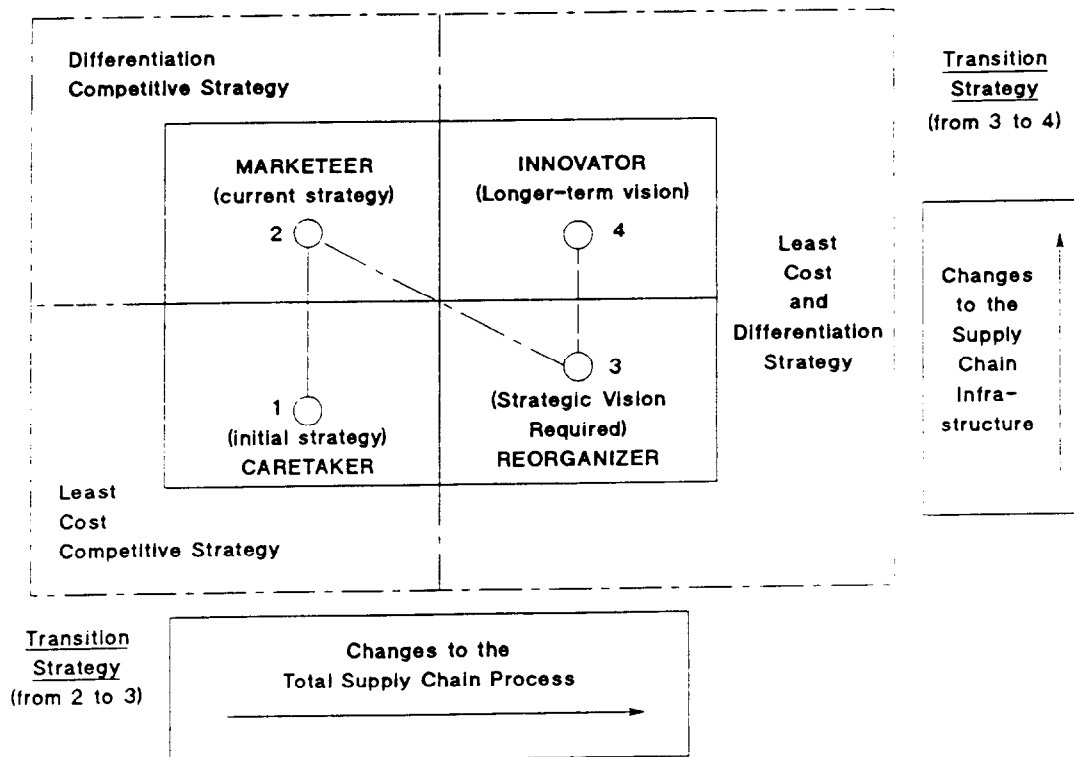 Differentiation
Competitive Strategy
Transition
Strategy
(from 3 to 4)
MARKETEER
(current strategy)
2
INNOVATOR
(Longer-term vision)
4
Least
Cost
and
Differentiation
Strategy
Changes
to the
Supply
Chain
Infra-
structure
1
(initial strategy)
CARETAKER
3
(Strategic Vision
Required)
REORGANIZER
Least
Cost
Competitive Strategy
Transition
Strategy
(from 2 to 3)
Changes to the
Total Supply Chain Process